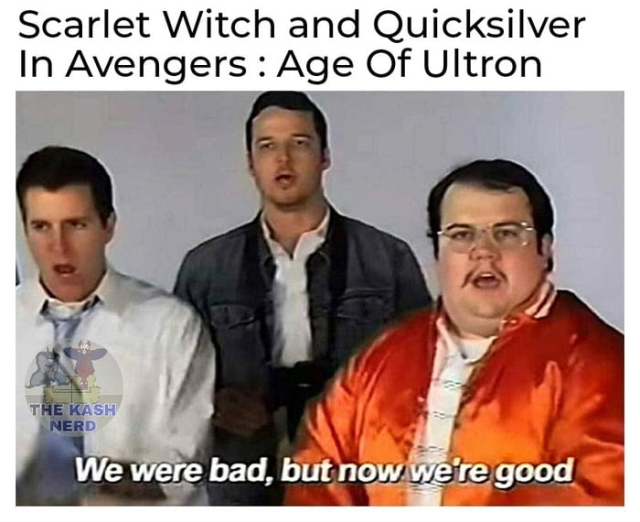 Scarlet Witch and Quicksilver
In Avengers : Age Of Ultron
THE KASH
NERD
We were bad, but now we're good